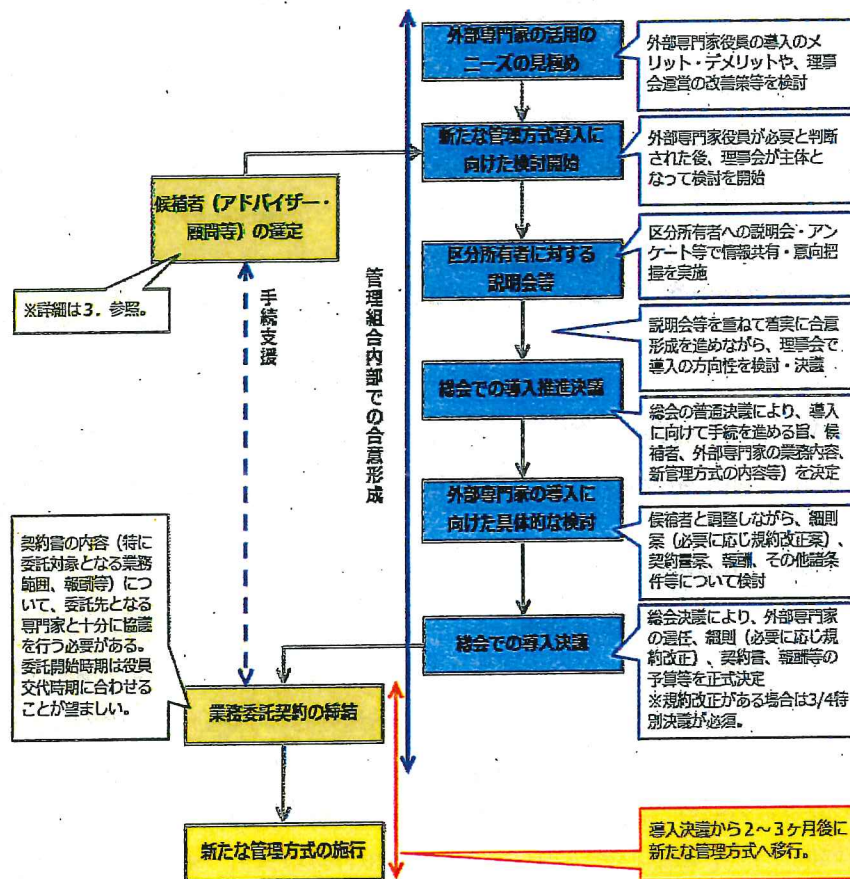 外部専門家の活用の
ニーズの見極め
外部専門家役員の導入のメ
リット・デメリットや、理事
会運営の改善策等を検討
新たな管理方式導入に
向けた検討開始
外部専門家役員が必要と判断
された後、理事会が主体と
なって検討を開始
候補者（アドバイザー・
顧問等）の選定
※詳細は3．参照。
手続支援
管理組合内部での合意形成
区分所有者に対する
説明会等
区分所有者への説明会・アン
ケート等で情報共有・意向把
握を実施
説明会等を重ねて着実に合意
形成を進めながら、理事会で
導入の方向性を検討・決議
総会での導入推進決議
総会の普通決議により、導入
に向けて手続を進める旨、候
補者、外部専門家の業務内容、
新管理方式の内容等）を決定
外部専門家の導入に
向けた具体的な検討
候補者と調整しながら、細則
案（必要に応じ規約改正案）、
契約書案、報酬、その他諸条
件等について検討
契約書の内容（特に
委託対象となる業務
範囲、報酬等）につ
いて、委託先となる
専門家と十分に協議
を行う必要がある。
委託開始時期は役員
交代時期に合わせる
ことが望ましい。
総会での導入決議
総会決議により、外部専門家
の選任、細則（必要に応じ規
約改正）、契約書、報酬等の
予算等を正式決定
※規約改正がある場合は3/4特
別決議が必須。
業務委託契約の締結
新たな管理方式の施行
導入決議から2～3ヶ月後に
新たな管理方式へ移行。